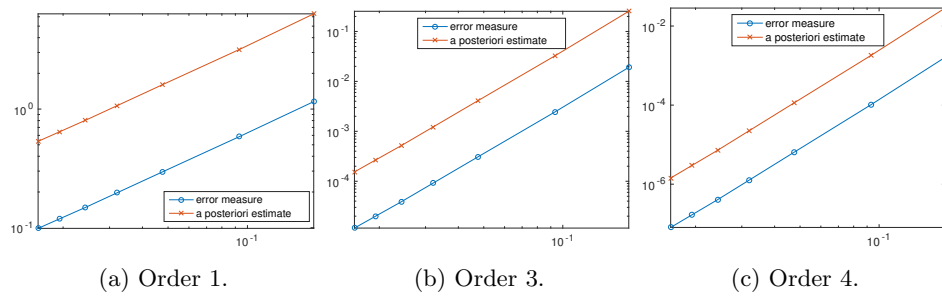 10^0
10^-1
10^-1
error measure
a posteriori estimate
(a) Order 1.
10^-1
10^-2
10^-3
10^-4
10^-1
error measure
a posteriori estimate
(b) Order 3.
10^-2
10^-4
10^-6
10^-1
error measure
a posteriori estimate
(c) Order 4.